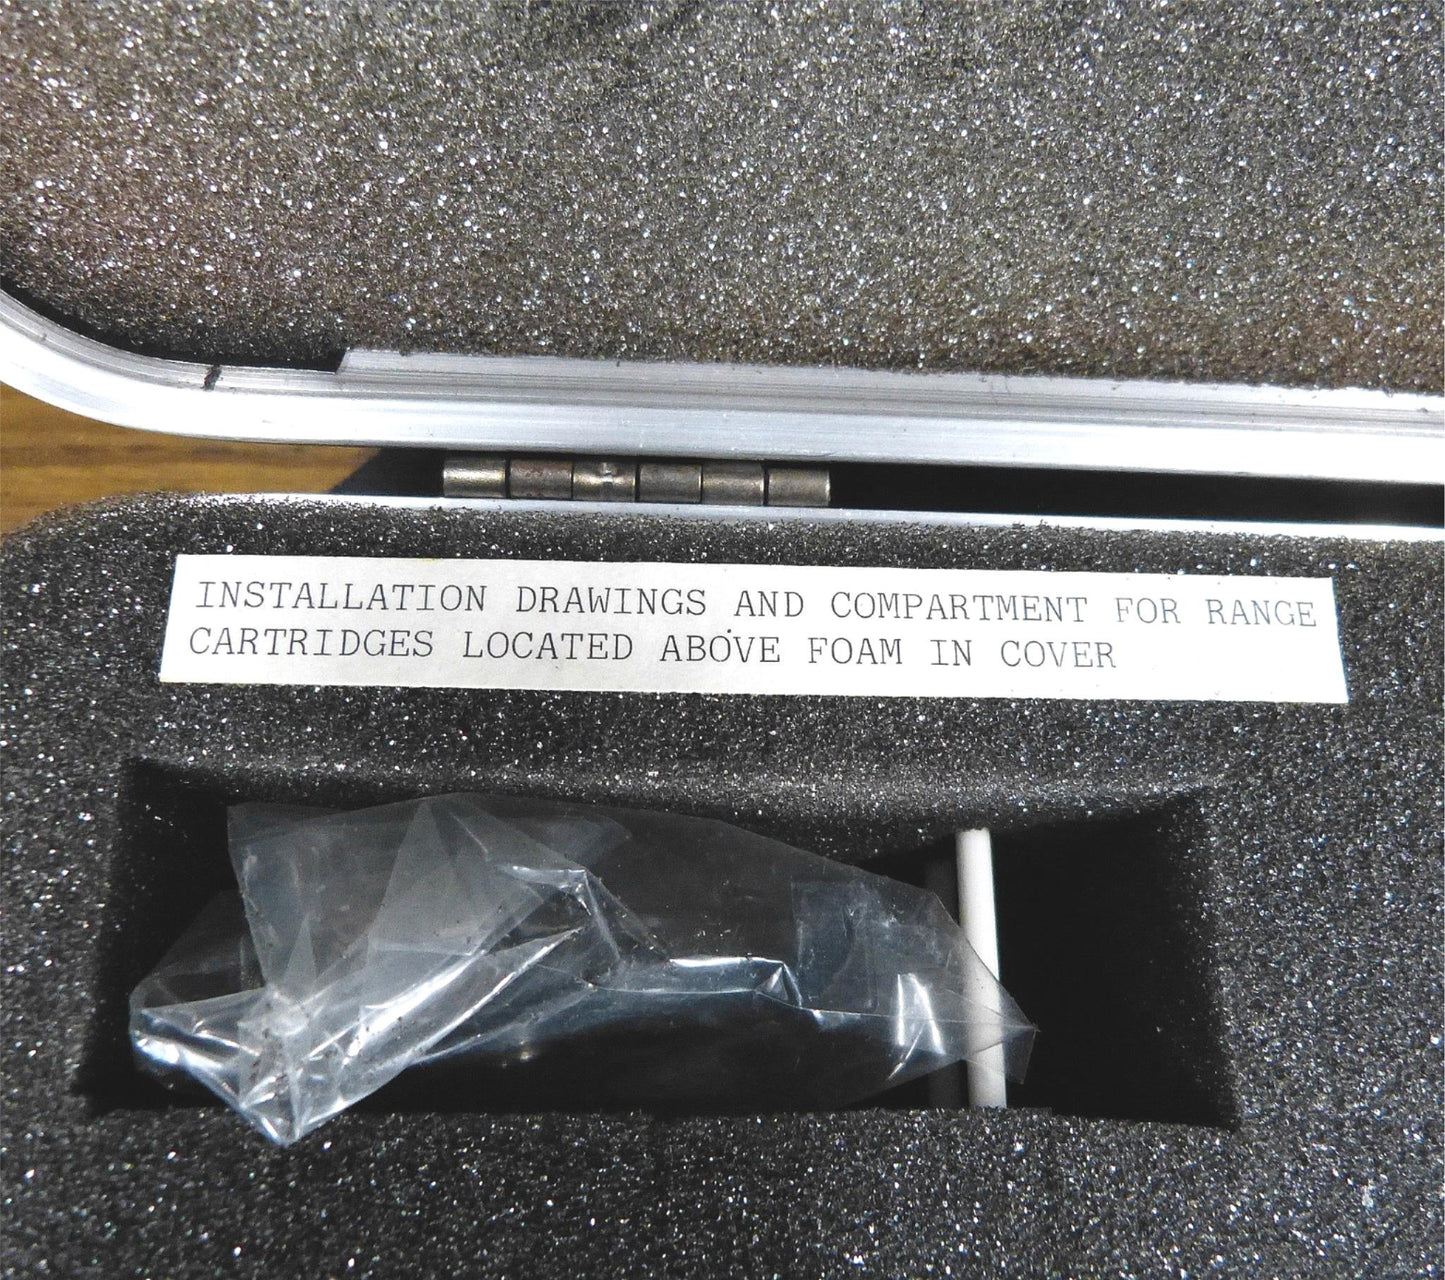 INSTALLATION DRAWINGS AND COMPARTMENT FOR RANGE
CARTRIDGES LOCATED ABOVE FOAM IN COVER